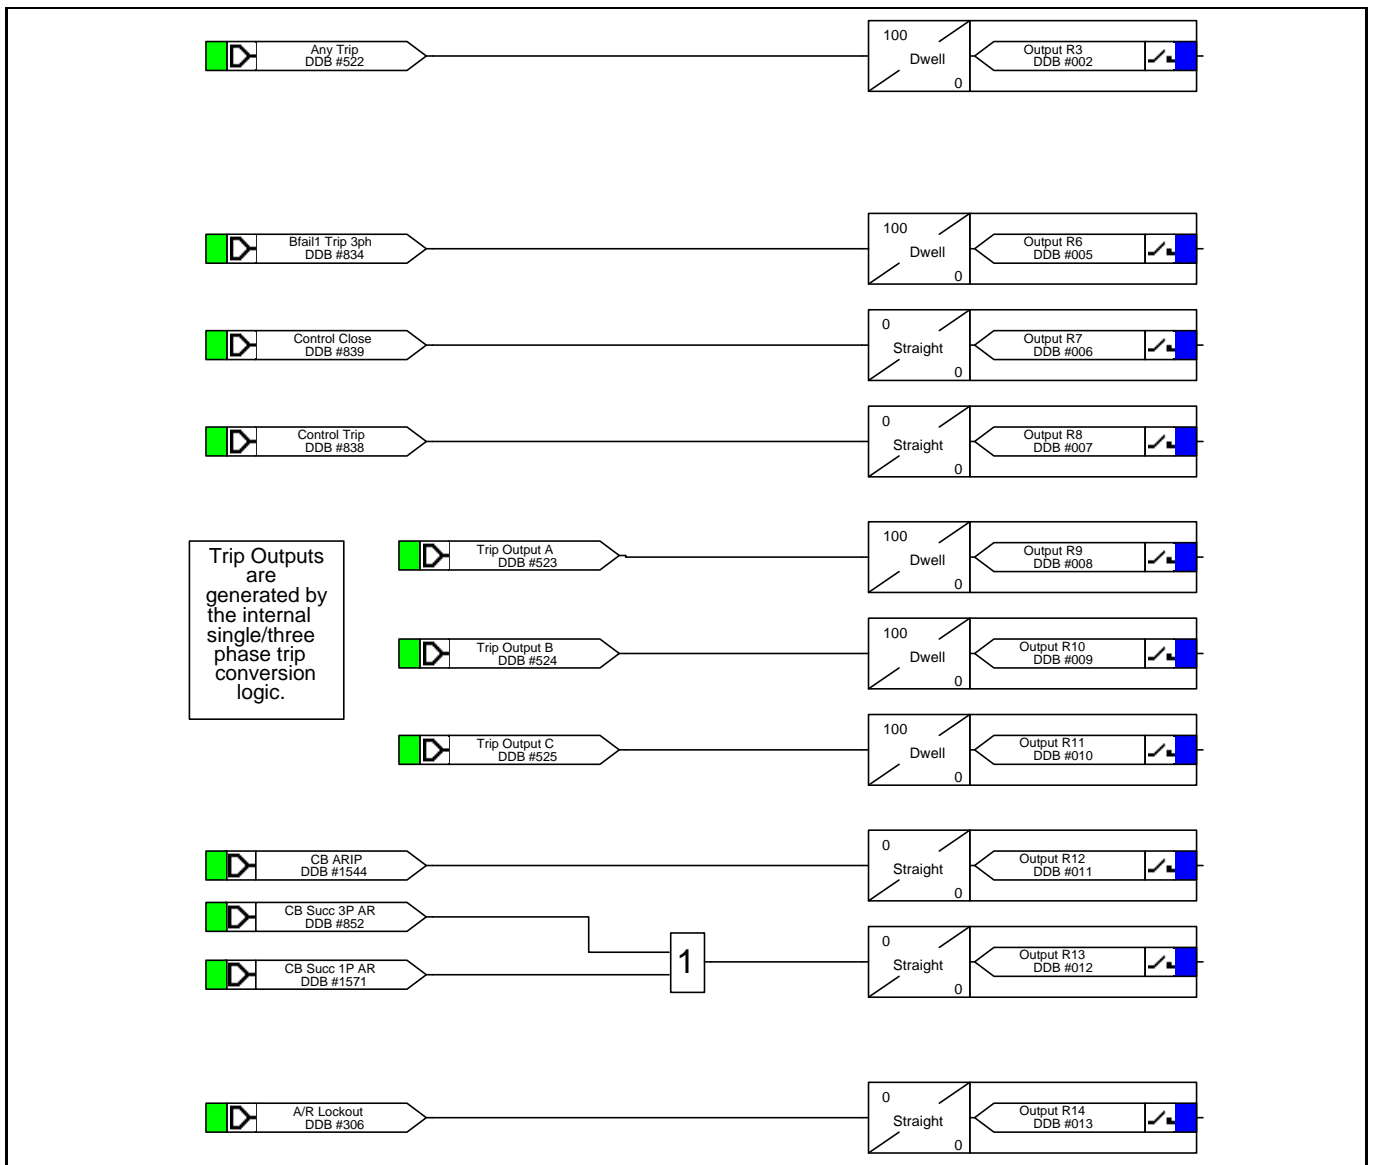 100
Any Trip
DDB #522
Dwell
Output R3
DDB #002
0
100
Bfail1 Trip 3ph
DDB #834
Dwell
Output R6
DDB #005
0
0
Control Close
DDB #839
Straight
Output R7
DDB #006
0
0
Control Trip
DDB #838
Straight
Output R8
DDB #007
0
Trip Outputs
are
generated by
the internal
single/three
phase trip
conversion
logic.
100
Trip Output A
DDB #523
Dwell
Output R9
DDB #008
0
100
Trip Output B
DDB #524
Dwell
Output R10
DDB #009
0
100
Trip Output C
DDB #525
Dwell
Output R11
DDB #010
0
0
CB ARIP
DDB #1544
Straight
Output R12
DDB #011
0
CB Succ 3P AR
DDB #852
CB Succ 1P AR
DDB #1571
1
0
Straight
Output R13
DDB #012
0
0
A/R Lockout
DDB #306
Straight
Output R14
DDB #013
0